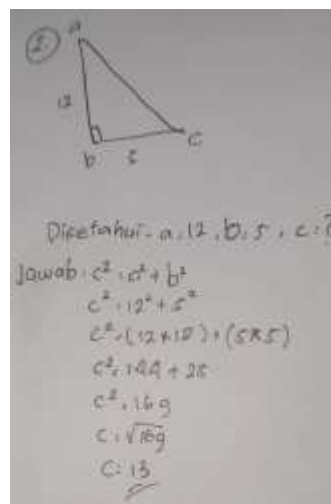 2.
a
12
b 5 c
Diketahui. a. 12, b. 5, c. ?
Jawab. c² = a² + b²
c² = 12² + 5²
c² = (12 x 12) + (5 x 5)
c² = 144 + 25
c² = 169
c = √169
c = 13